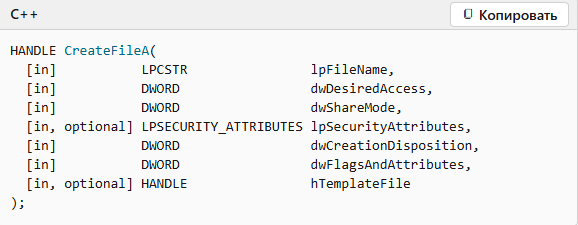 C++
Копировать
HANDLE CreateFileA(
  [in]           LPCSTR                lpFileName,
  [in]           DWORD                 dwDesiredAccess,
  [in]           DWORD                 dwShareMode,
  [in, optional] LPSECURITY_ATTRIBUTES lpSecurityAttributes,
  [in]           DWORD                 dwCreationDisposition,
  [in]           DWORD                 dwFlagsAndAttributes,
  [in, optional] HANDLE                hTemplateFile
);